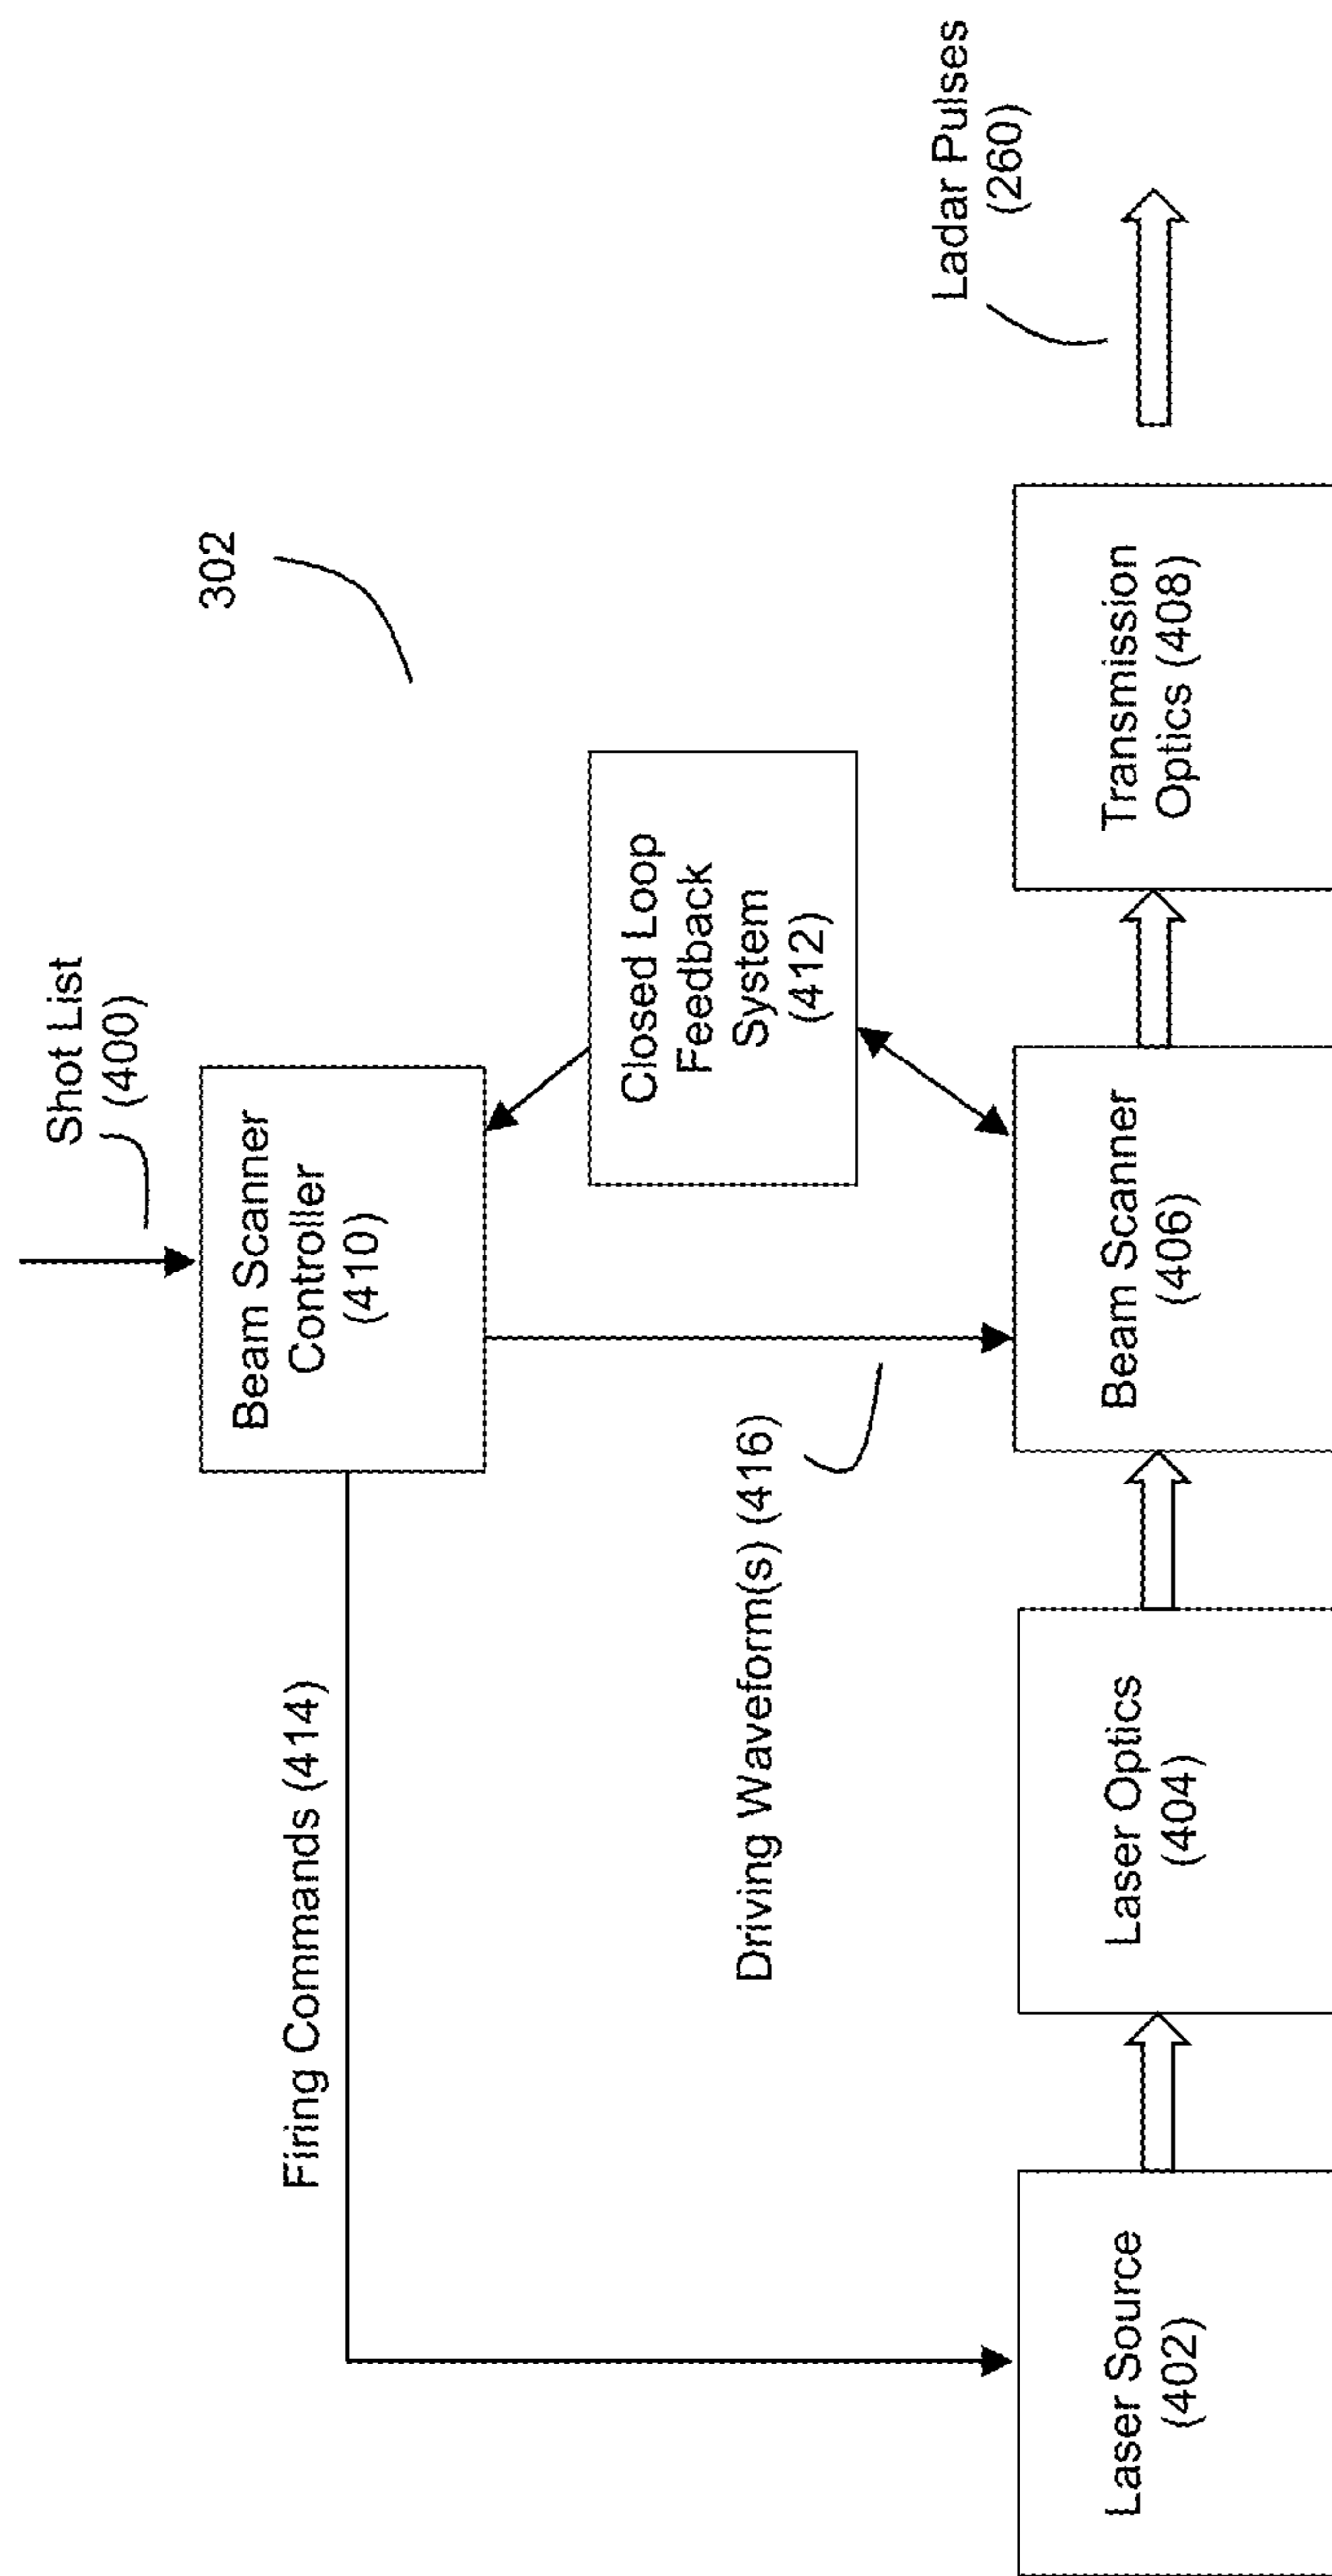 Shot List
(400)
302
Beam Scanner
Controller
(410)
Firing Commands (414)
Closed Loop
Feedback
System
(412)
Driving Waveform(s) (416)
Ladar Pulses
(260)
Laser Source
(402)
Laser Optics
(404)
Beam Scanner
(406)
Transmission
Optics (408)